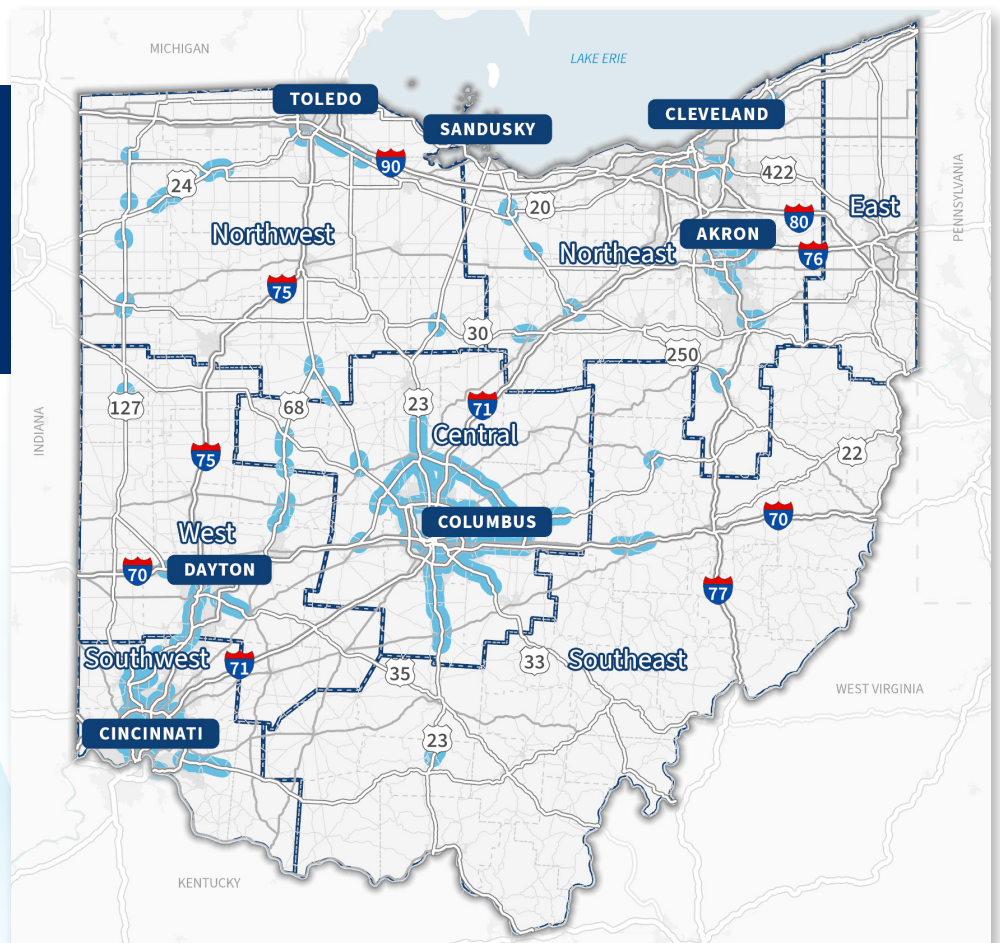 MICHIGAN
LAKE ERIE
TOLEDO
CLEVELAND
SANDUSKY
90
422
24
20
East
80
Northwest
AKRON
PENNSYLVANIA
Northeast
76
75
30
250
127
68
23
71
INDIANA
Central
75
22
COLUMBUS
70
West
70
DAYTON
77
Southwest
71
35
33
Southeast
WEST VIRGINIA
CINCINNATI
23
KENTUCKY